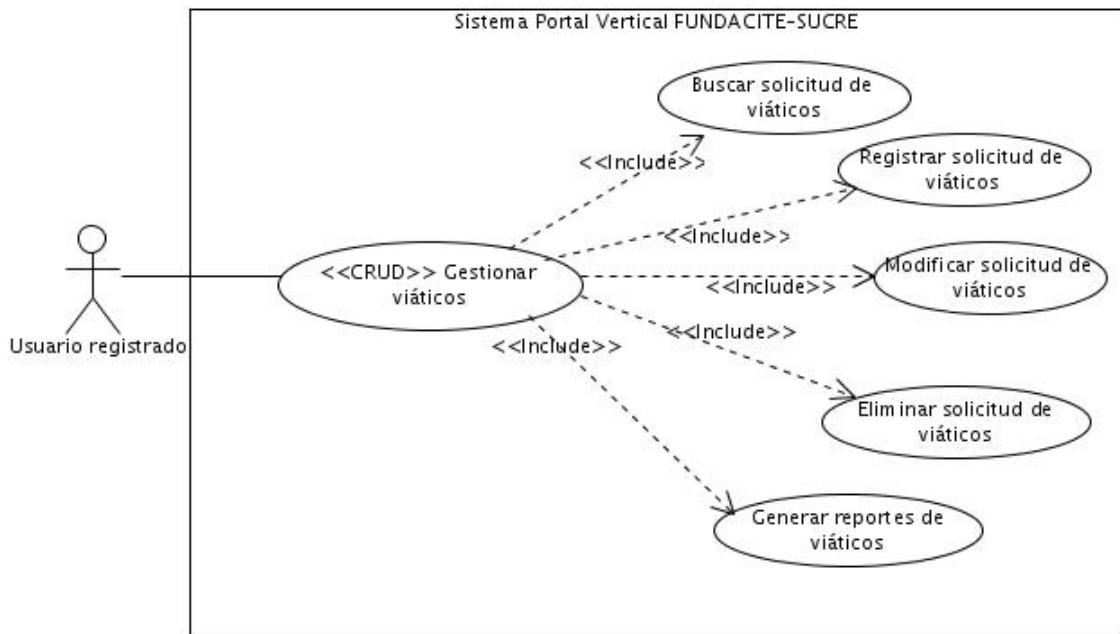 Sistema Portal Vertical FUNDACITE-SUCRE
Buscar solicitud de
viáticos
<<Include>>
Registrar solicitud de
viáticos
<<Include>>
<<CRUD>> Gestionar
viáticos
Modificar solicitud de
viáticos
<<Include>>
Usuario registrado
<<Include>>
<<Include>>
Eliminar solicitud de
viáticos
Generar reportes de
viáticos